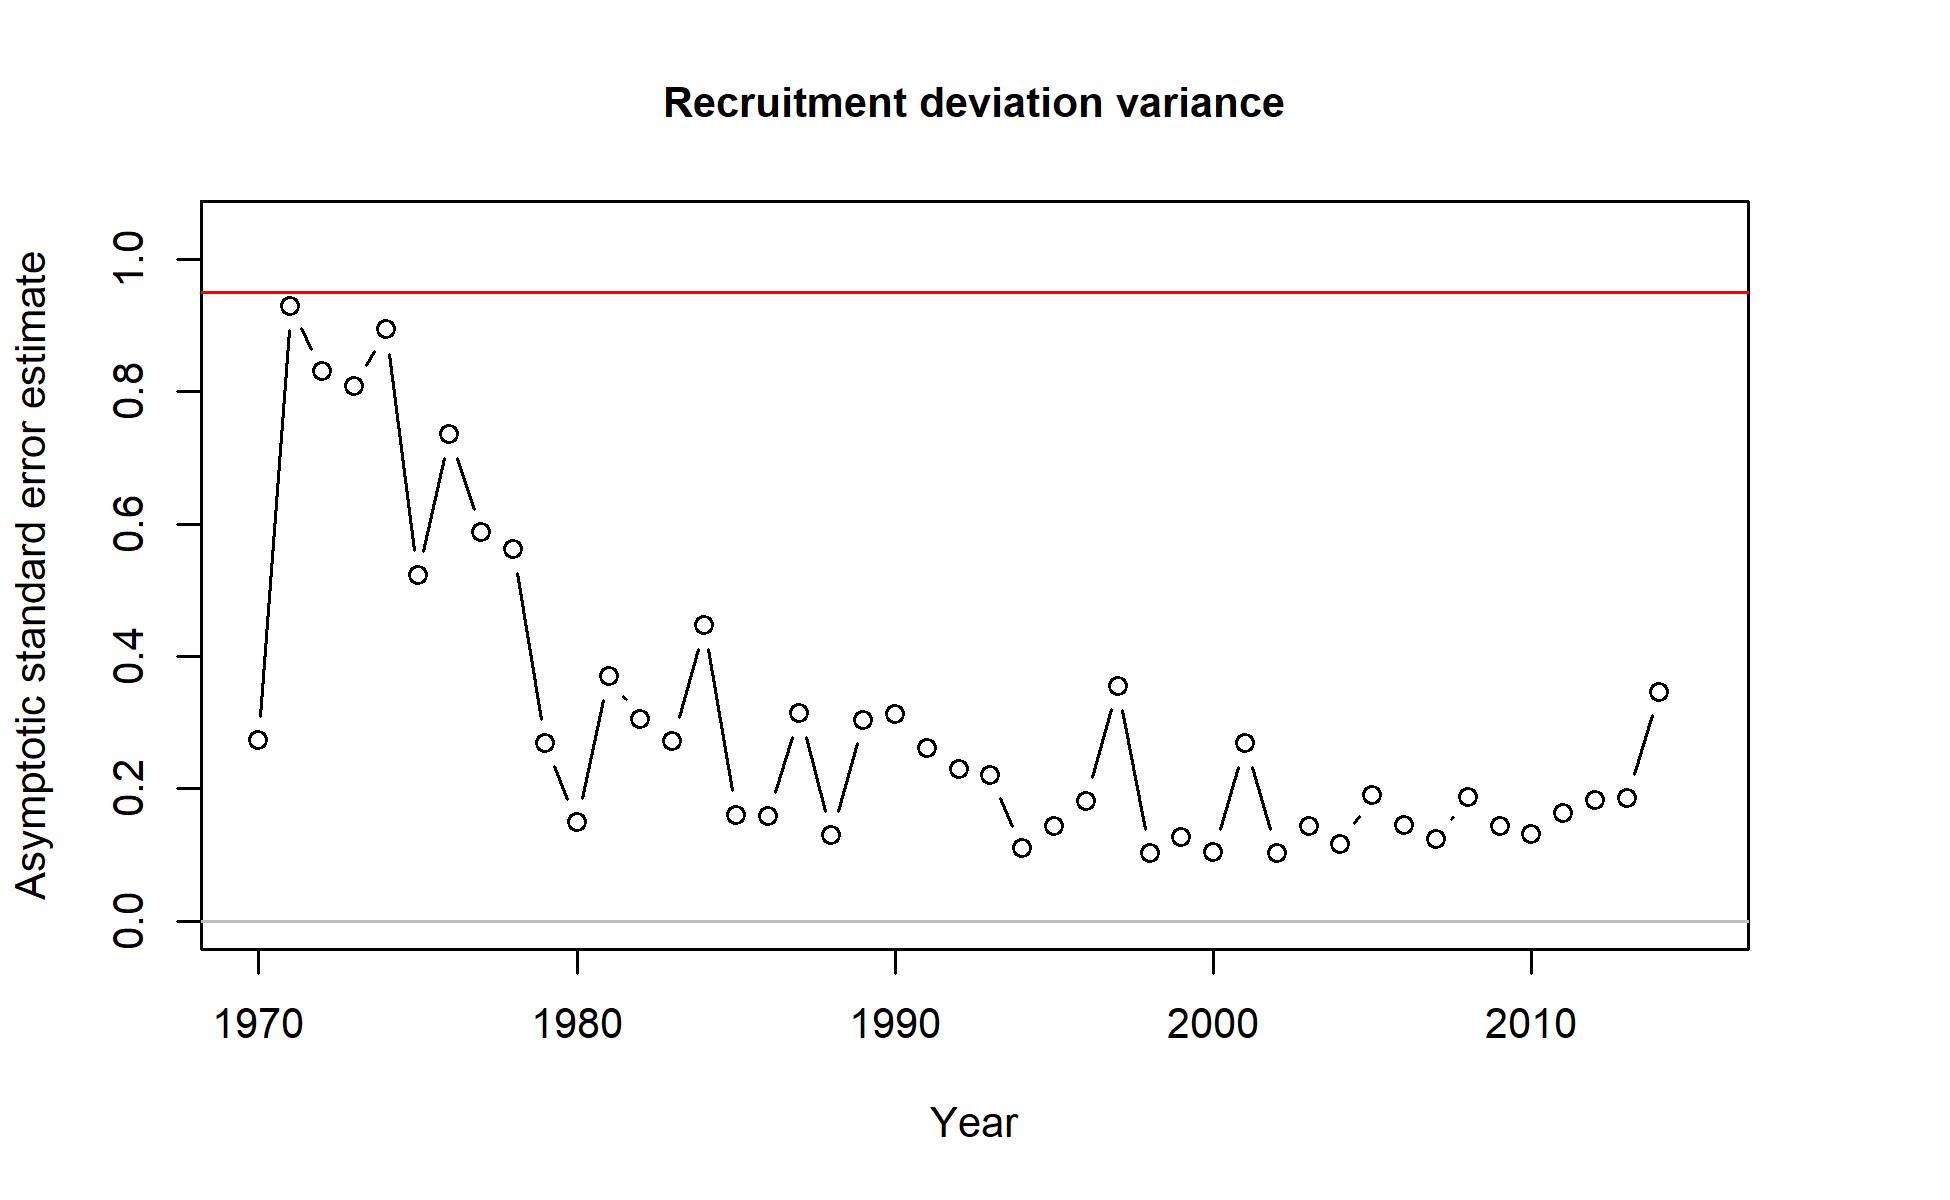 Recruitment deviation variance
Asymptotic standard error estimate
1.0
0.8
0.6
0.4
0.2
0.0
1970 1980 1990 2000 2010
Year